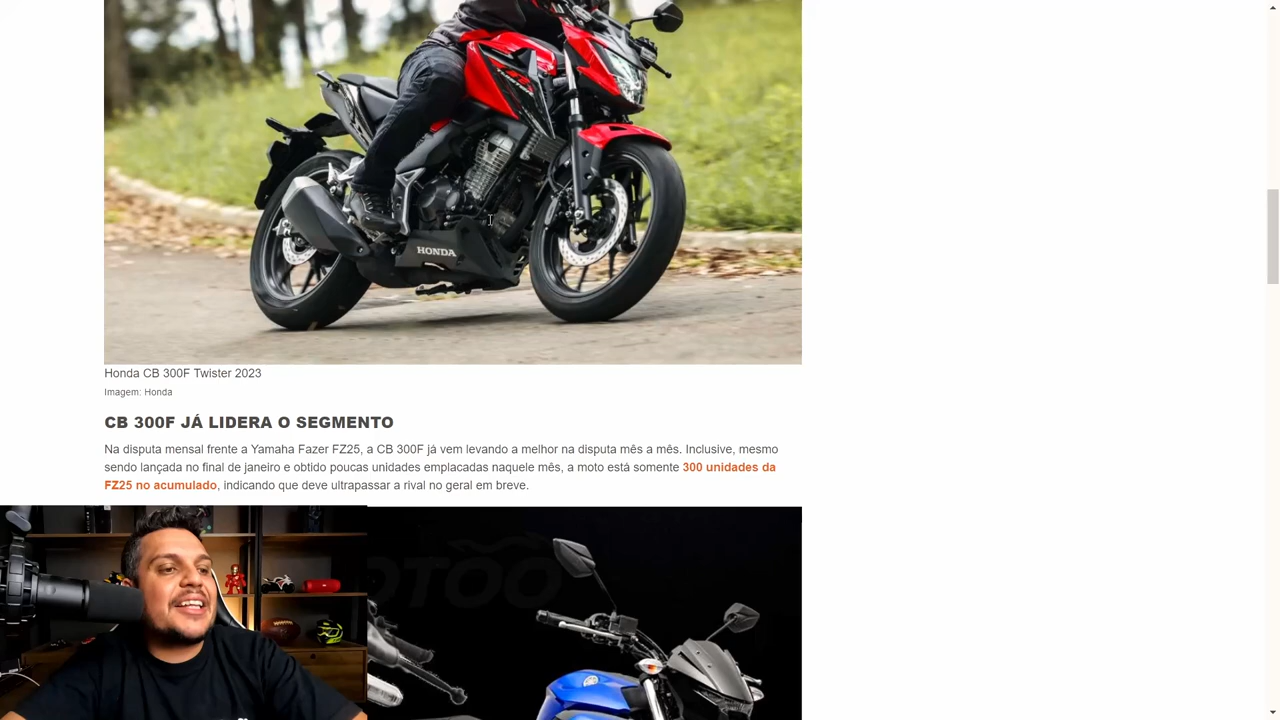 HONDA
Honda CB 300F Twister 2023
Imagem: Honda
CB 300F JÁ LIDERA O SEGMENTO
Na disputa mensal frente a Yamaha Fazer FZ25, a CB 300F já vem levando a melhor na disputa mês a mês. Inclusive, mesmo
sendo lançada no final de janeiro e obtido poucas unidades emplacadas naquele mês, a moto está somente 300 unidades da
FZ25 no acumulado, indicando que deve ultrapassar a rival no geral em breve.